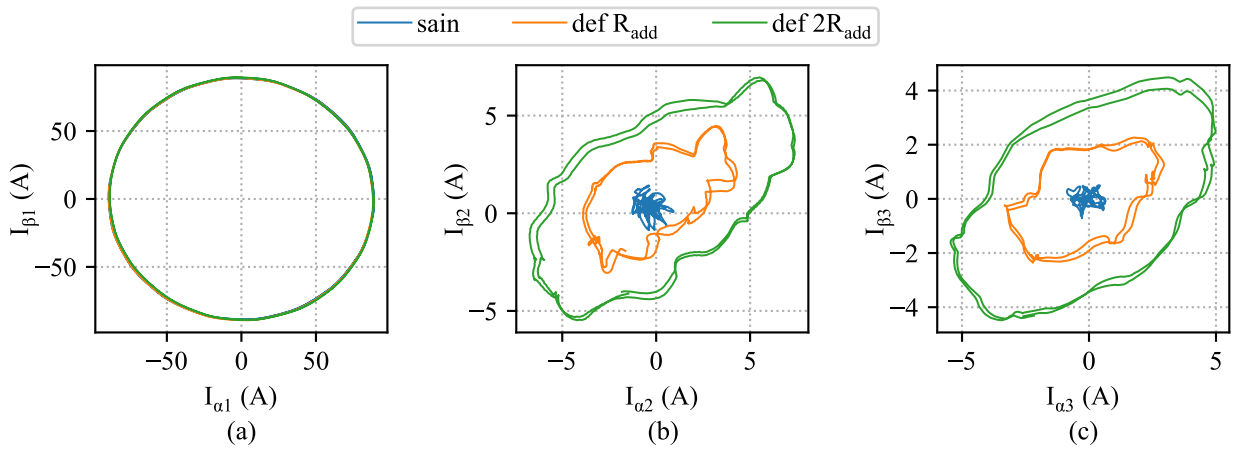 sain def R_add def 2R_add
50
0
−50
I_β1 (A)
−50 0 50
I_α1 (A)
(a)
5
0
−5
I_β2 (A)
−5 0 5
I_α2 (A)
(b)
4
2
0
−2
−4
I_β3 (A)
−5 0 5
I_α3 (A)
(c)